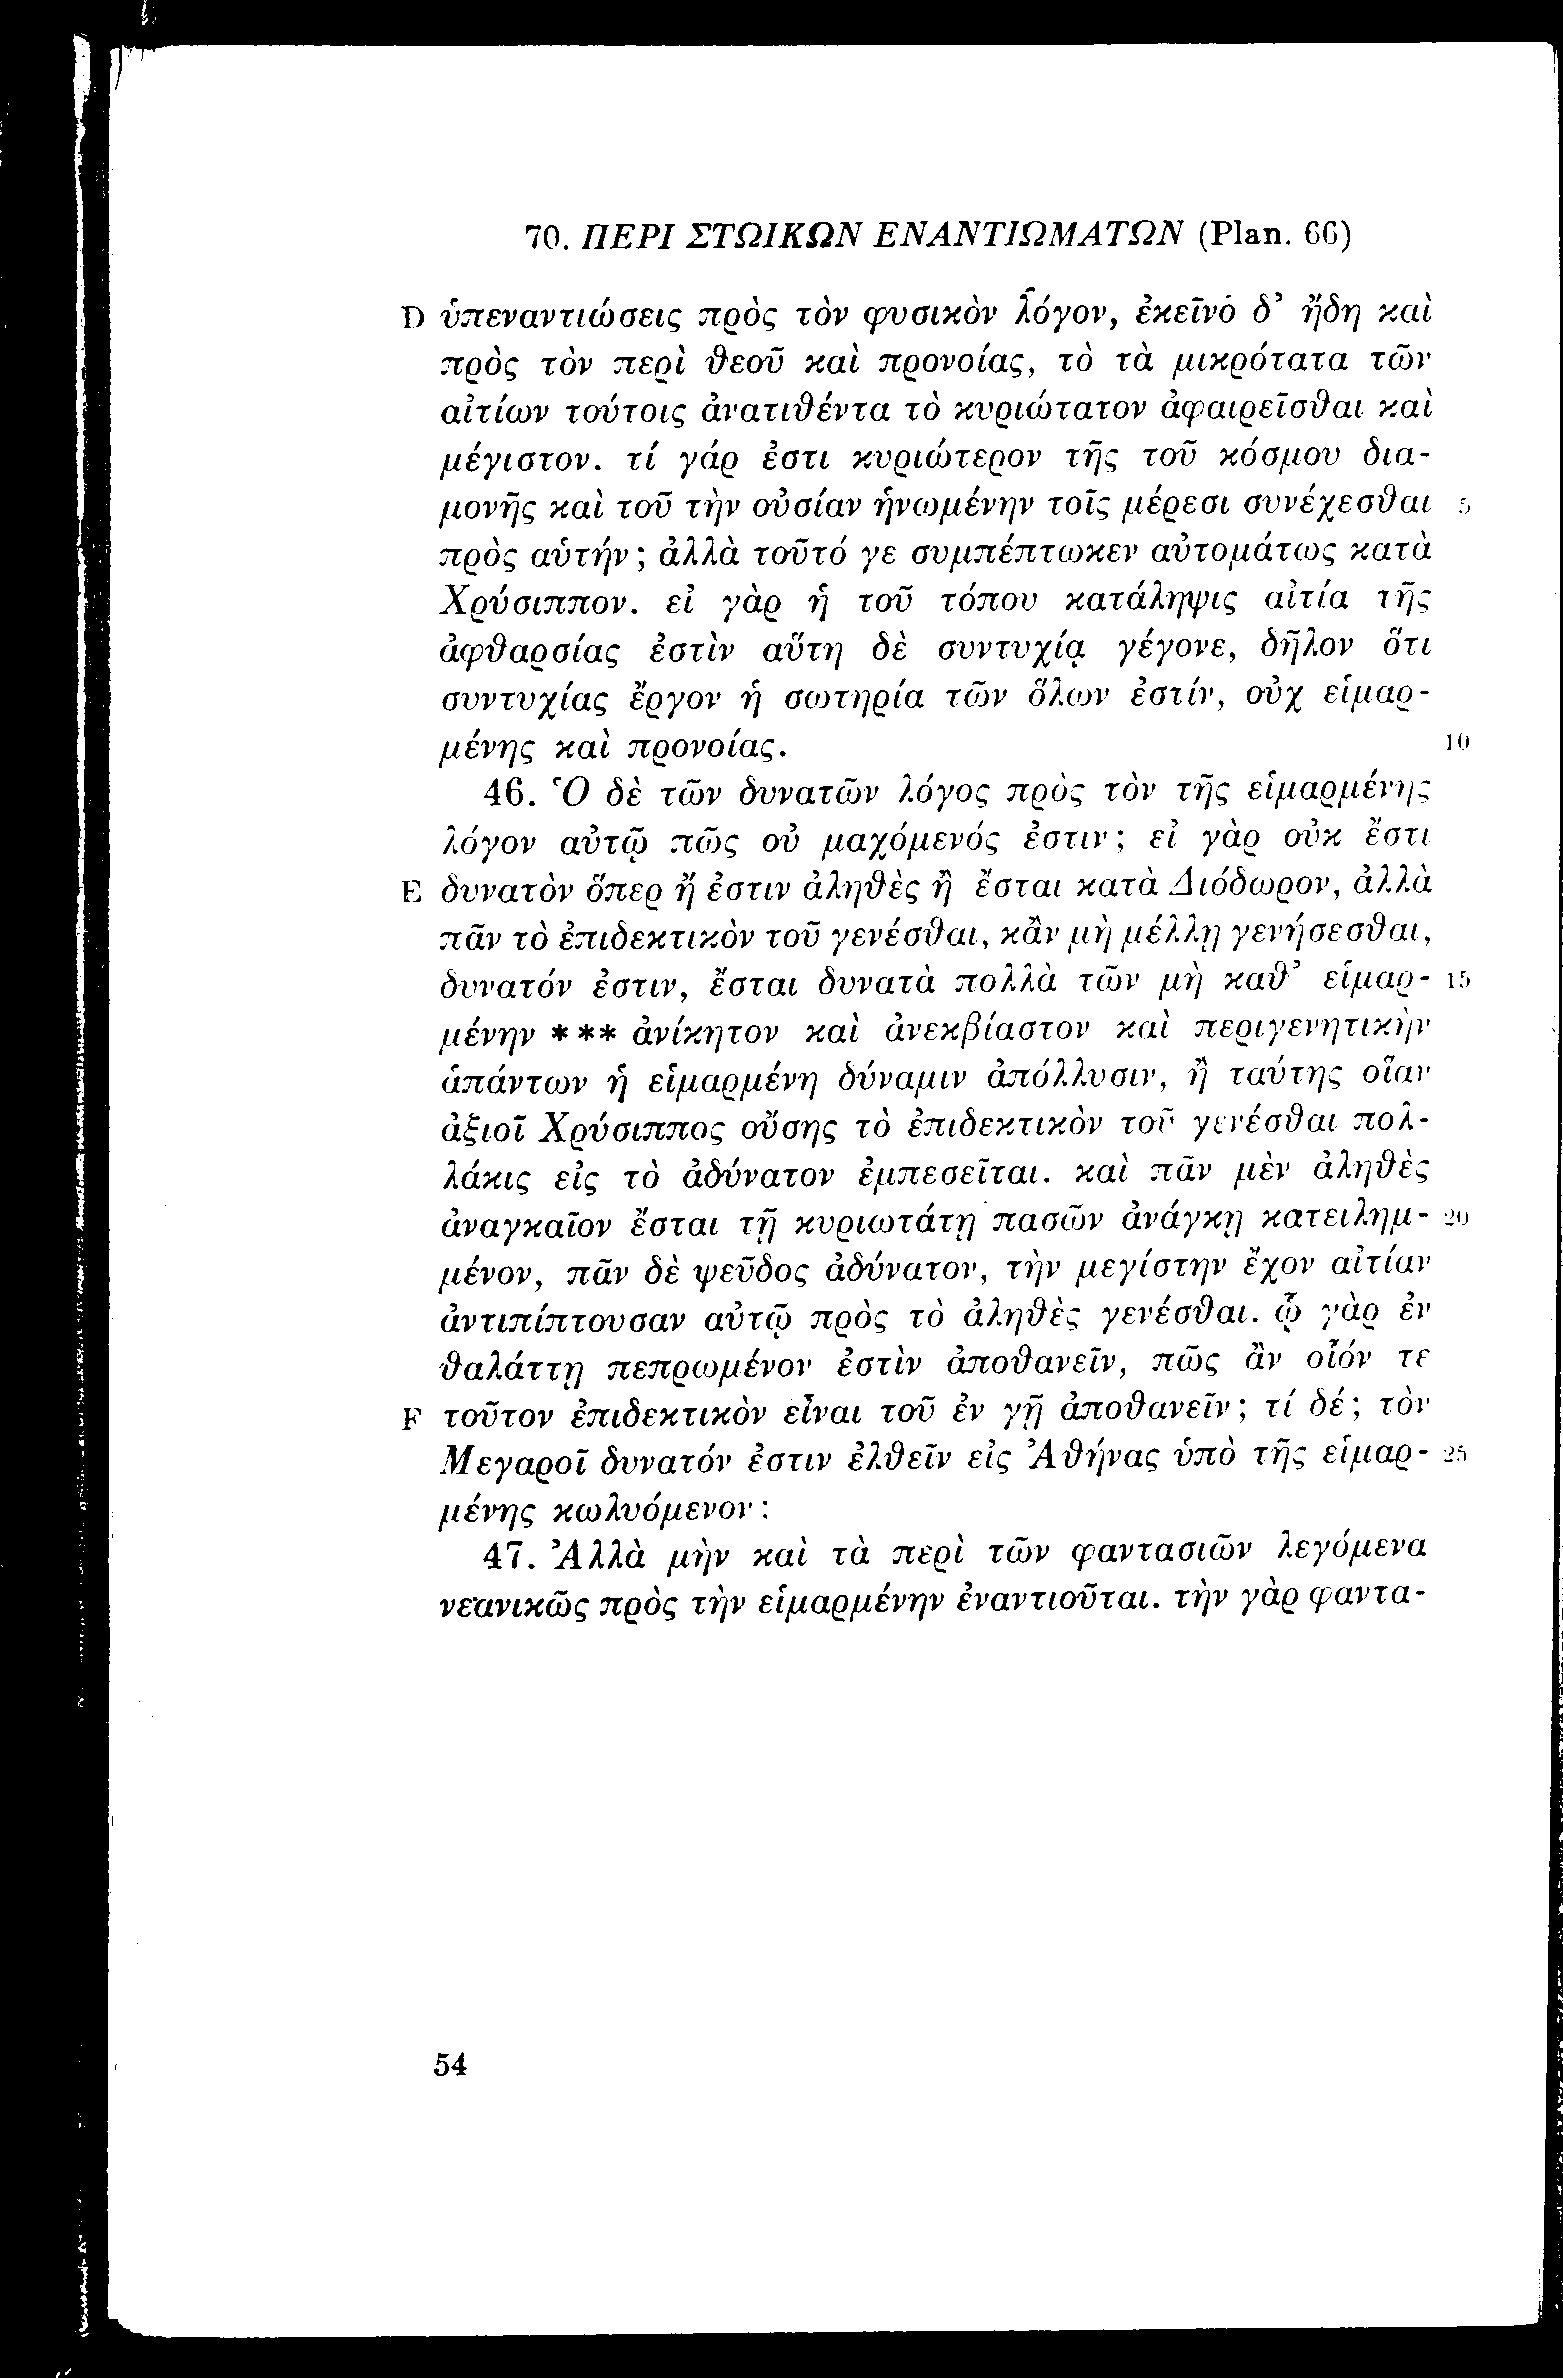 70. ΠΕΡΙ ΣΤΩΙΚΩΝ ΕΝΑΝΤΙΩΜΑΤΩΝ (Plan. 66)
D ὑπεναντιώσεις πρὸς τὸν φυσικὸν λόγον, ἐκεῖνο δ’ ἤδη καὶ
πρὸς τὸν περὶ θεοῦ καὶ προνοίας, τὸ τὰ μικρότατα τῶν
αἰτίων τούτοις ἀνατιθέντα τὸ κυριώτατον ἀφαιρεῖσθαι καὶ
μέγιστον. τί γάρ ἐστι κυριώτερον τῆς τοῦ κόσμου δια-
μονῆς καὶ τοῦ τὴν οὐσίαν ἡνωμένην τοῖς μέρεσι συνέχεσθαι 5
πρὸς αὑτήν; ἀλλὰ τοῦτό γε συμπέπτωκεν αὐτομάτως κατὰ
Χρύσιππον. εἰ γὰρ ἡ τοῦ τόπου κατάληψις αἰτία τῆς
ἀφθαρσίας ἐστὶν αὕτη δὲ συντυχίᾳ γέγονε, δῆλον ὅτι
συντυχίας ἔργον ἡ σωτηρία τῶν ὅλων ἐστίν, οὐχ εἱμαρ-
μένης καὶ προνοίας. 10
46. Ὁ δὲ τῶν δυνατῶν λόγος πρὸς τὸν τῆς εἱμαρμένης
λόγον αὐτῷ πῶς οὐ μαχόμενός ἐστιν; εἰ γὰρ οὐκ ἔστι
E δυνατὸν ὅπερ ἤ ἐστιν ἀληθὲς ἢ ἔσται κατὰ Διόδωρον, ἀλλὰ
πᾶν τὸ ἐπιδεκτικὸν τοῦ γενέσθαι, κἂν μὴ μέλλῃ γενήσεσθαι,
δυνατόν ἐστιν, ἔσται δυνατὰ πολλὰ τῶν μὴ καθ’ εἱμαρ- 15
μένην *** ἀνίκητον καὶ ἀνεκβίαστον καὶ περιγενητικὴν
ἁπάντων ἡ εἱμαρμένη δύναμιν ἀπόλλυσιν, ἢ ταύτης οἵαν
ἀξιοῖ Χρύσιππος οὔσης τὸ ἐπιδεκτικὸν τοῦ γενέσθαι πολ-
λάκις εἰς τὸ ἀδύνατον ἐμπεσεῖται. καὶ πᾶν μὲν ἀληθὲς
ἀναγκαῖον ἔσται τῇ κυριωτάτῃ πασῶν ἀνάγκῃ κατειλημ- 20
μένον, πᾶν δὲ ψεῦδος ἀδύνατον, τὴν μεγίστην ἔχον αἰτίαν
ἀντιπίπτουσαν αὐτῷ πρὸς τὸ ἀληθὲς γενέσθαι. ᾧ γὰρ ἐν
θαλάττῃ πεπρωμένον ἐστὶν ἀποθανεῖν, πῶς ἂν οἷόν τε
F τοῦτον ἐπιδεκτικὸν εἶναι τοῦ ἐν γῇ ἀποθανεῖν; τί δέ; τὸν
Μεγαροῖ δυνατόν ἐστιν ἐλθεῖν εἰς Ἀθήνας ὑπὸ τῆς εἱμαρ- 25
μένης κωλυόμενον;
47. Ἀλλὰ μὴν καὶ τὰ περὶ τῶν φαντασιῶν λεγόμενα
νεανικῶς πρὸς τὴν εἱμαρμένην ἐναντιοῦται. τὴν γὰρ φαντα-
54